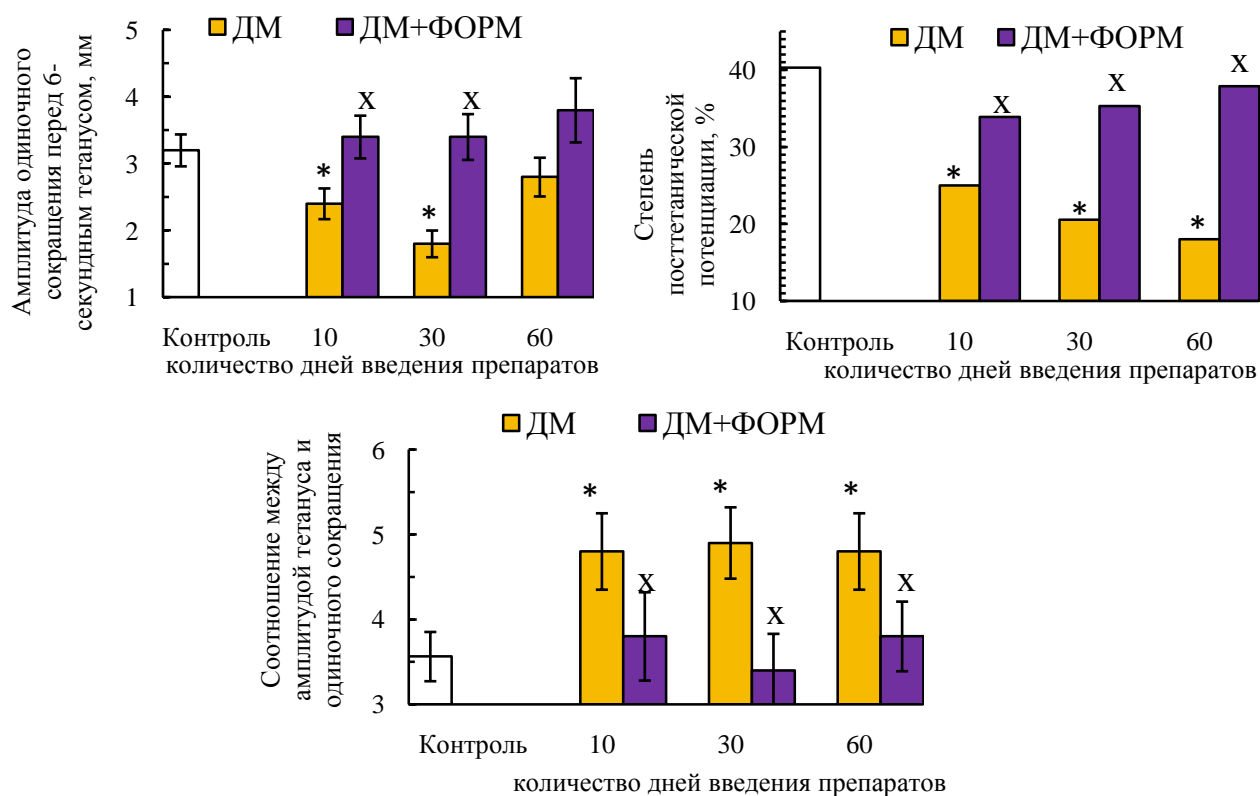 Амплитуда одиночного
сокращения перед 6-
секундным тетанусом, мм
ДМ ДМ+ФОРМ
5
4
3
2
1
*
X
*
X
Контроль 10 30 60
количество дней введения препаратов
Степень
посттетанической
потенциации, %
ДМ ДМ+ФОРМ
40
30
20
10
*
X
*
X
*
X
Контроль 10 30 60
количество дней введения препаратов
Соотношение между
амплитудой тетануса и
одиночного сокращения
ДМ ДМ+ФОРМ
6
5
4
3
*
X
*
X
*
X
Контроль 10 30 60
количество дней введения препаратов